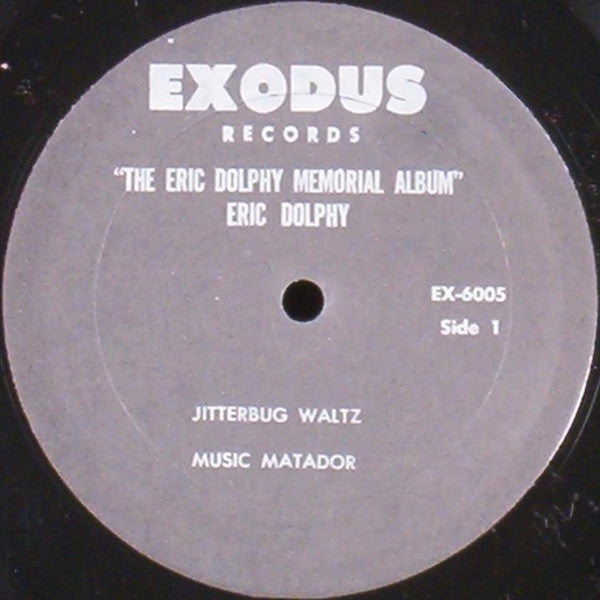 EXODUS
RECORDS
"THE ERIC DOLPHY MEMORIAL ALBUM"
ERIC DOLPHY
EX-6005
Side 1
JITTERBUG WALTZ
MUSIC MATADOR